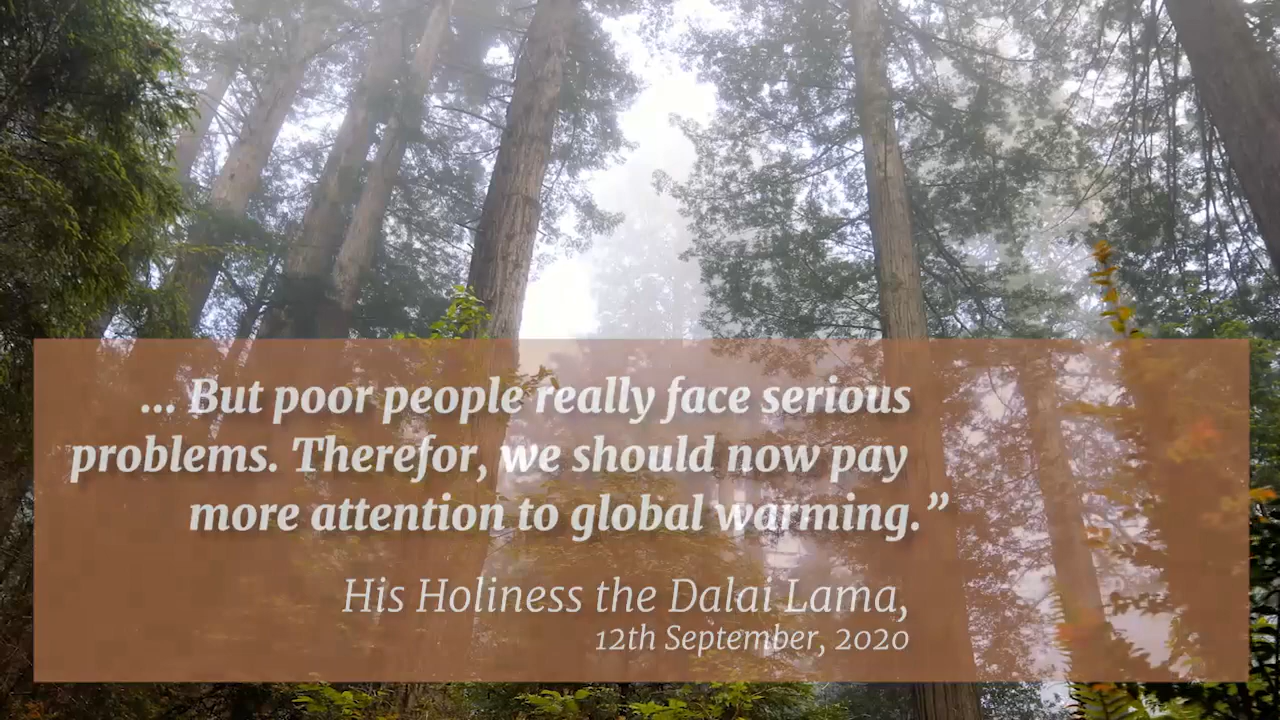 ... But poor people really face serious
problems. Therefor, we should now pay
more attention to global warming.”
His Holiness the Dalai Lama,
12th September, 2020